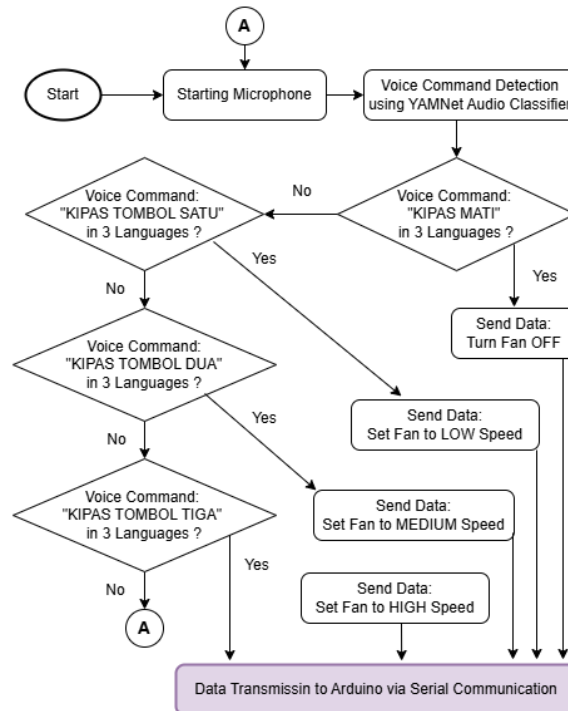 A
Start
Starting Microphone
Voice Command Detection
using YAMNet Audio Classifier
Voice Command:
"KIPAS MATI"
in 3 Languages ?
No
Voice Command:
"KIPAS TOMBOL SATU"
in 3 Languages ?
Yes
Yes
No
Send Data:
Turn Fan OFF
Voice Command:
"KIPAS TOMBOL DUA"
in 3 Languages ?
Yes
Send Data:
Set Fan to LOW Speed
No
Voice Command:
"KIPAS TOMBOL TIGA"
in 3 Languages ?
Send Data:
Set Fan to MEDIUM Speed
Yes
No
Send Data:
Set Fan to HIGH Speed
A
Data Transmissin to Arduino via Serial Communication